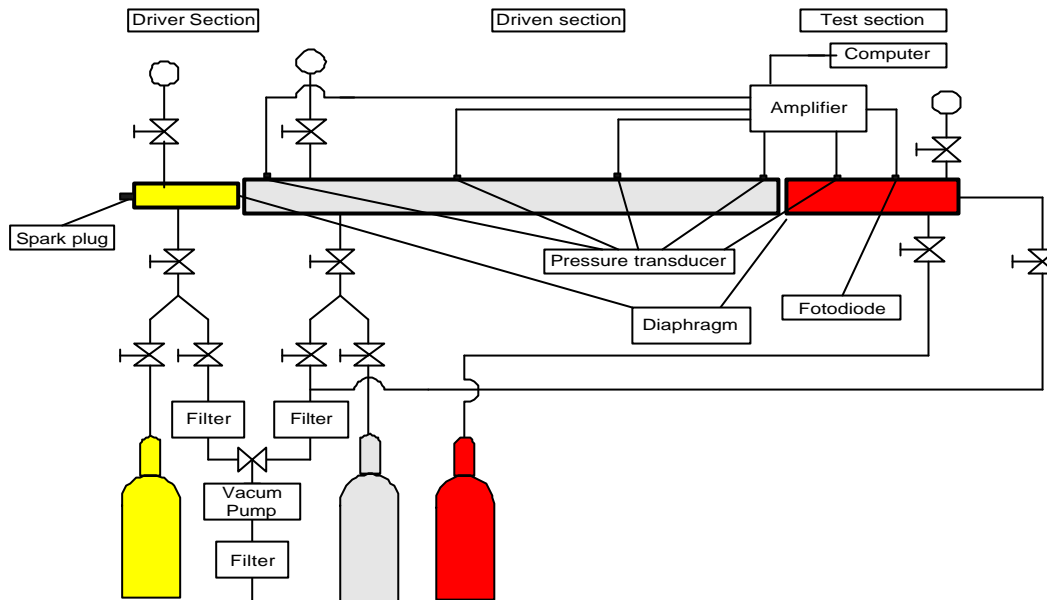 Driver Section
Driven section
Test section
Computer
Amplifier
Spark plug
Pressure transducer
Fotodiode
Diaphragm
Filter
Filter
Vacum
Pump
Filter